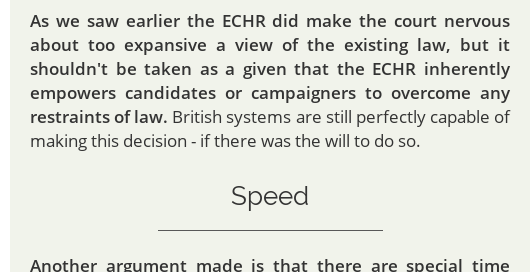 As we saw earlier the ECHR did make the court nervous
about too expansive a view of the existing law, but it
shouldn't be taken as a given that the ECHR inherently
empowers candidates or campaigners to overcome any
restraints of law. British systems are still perfectly capable of
making this decision - if there was the will to do so.
Speed
Another argument made is that there are special time